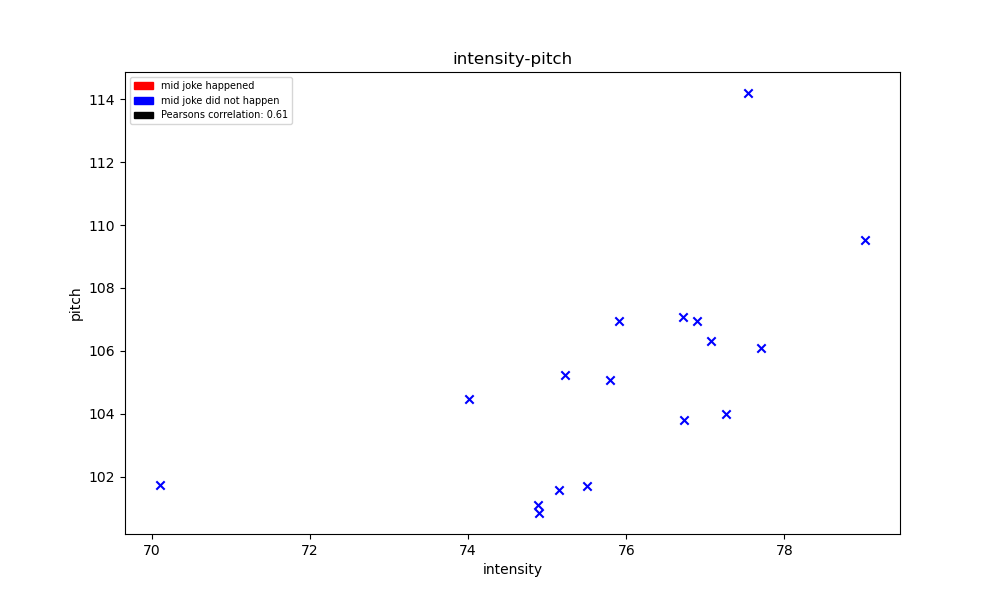 intensity-pitch
mid joke happened
mid joke did not happen
Pearsons correlation: 0.61
114
112
110
108
106
104
102
pitch
70
72
74
76
78
intensity